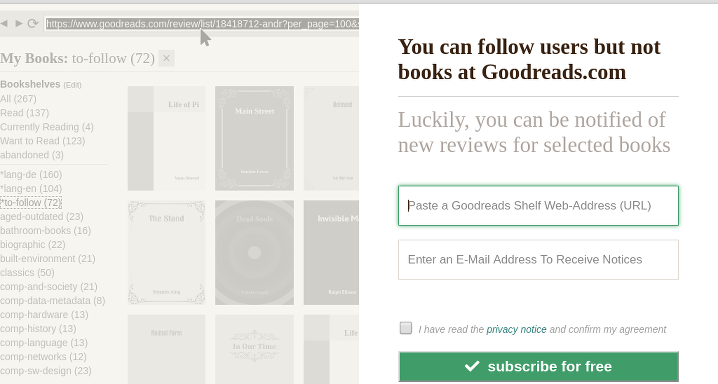 https://www.goodreads.com/review/list/18418712-andr?per_page=100&s
My Books: to-follow (72) ×
Bookshelves (Edit)
All (267)
Read (137)
Currently Reading (4)
Want to Read (123)
abandoned (3)
*lang-de (160)
*lang-en (104)
*to-follow (72)
aged-outdated (23)
bathroom-books (16)
biographic (22)
built-environment (21)
classics (50)
comp-and-society (21)
comp-data-metadata (8)
comp-hardware (13)
comp-history (13)
comp-language (13)
comp-networks (12)
comp-sw-design (23)
Life of Pi
Main Street
The Stand
Dead Souls
Invisible M
Ralph Ellison
Animal Farm
In Our Time
Life
You can follow users but not
books at Goodreads.com
Luckily, you can be notified of
new reviews for selected books
Paste a Goodreads Shelf Web-Address (URL)
Enter an E-Mail Address To Receive Notices
I have read the privacy notice and confirm my agreement
subscribe for free